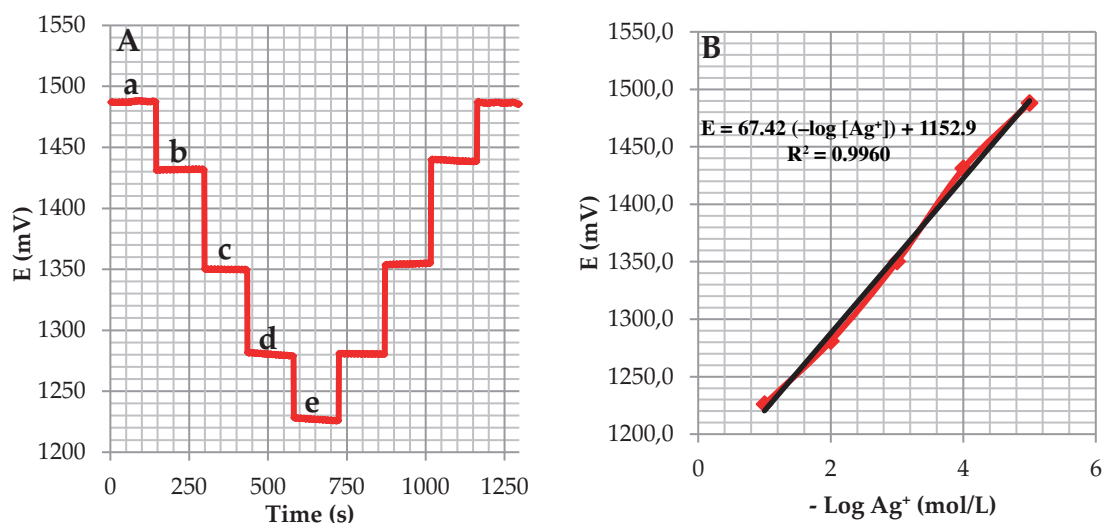 A
1550
1500
1450
1400
1350
1300
1250
1200
E (mV)
a
b
c
d
e
0 250 500 750 1000 1250
Time (s)
B
1550,0
1500,0
1450,0
1400,0
1350,0
1300,0
1250,0
1200,0
E (mV)
E = 67.42 (–log [Ag⁺]) + 1152.9
R² = 0.9960
0 2 4 6
- Log Ag⁺ (mol/L)